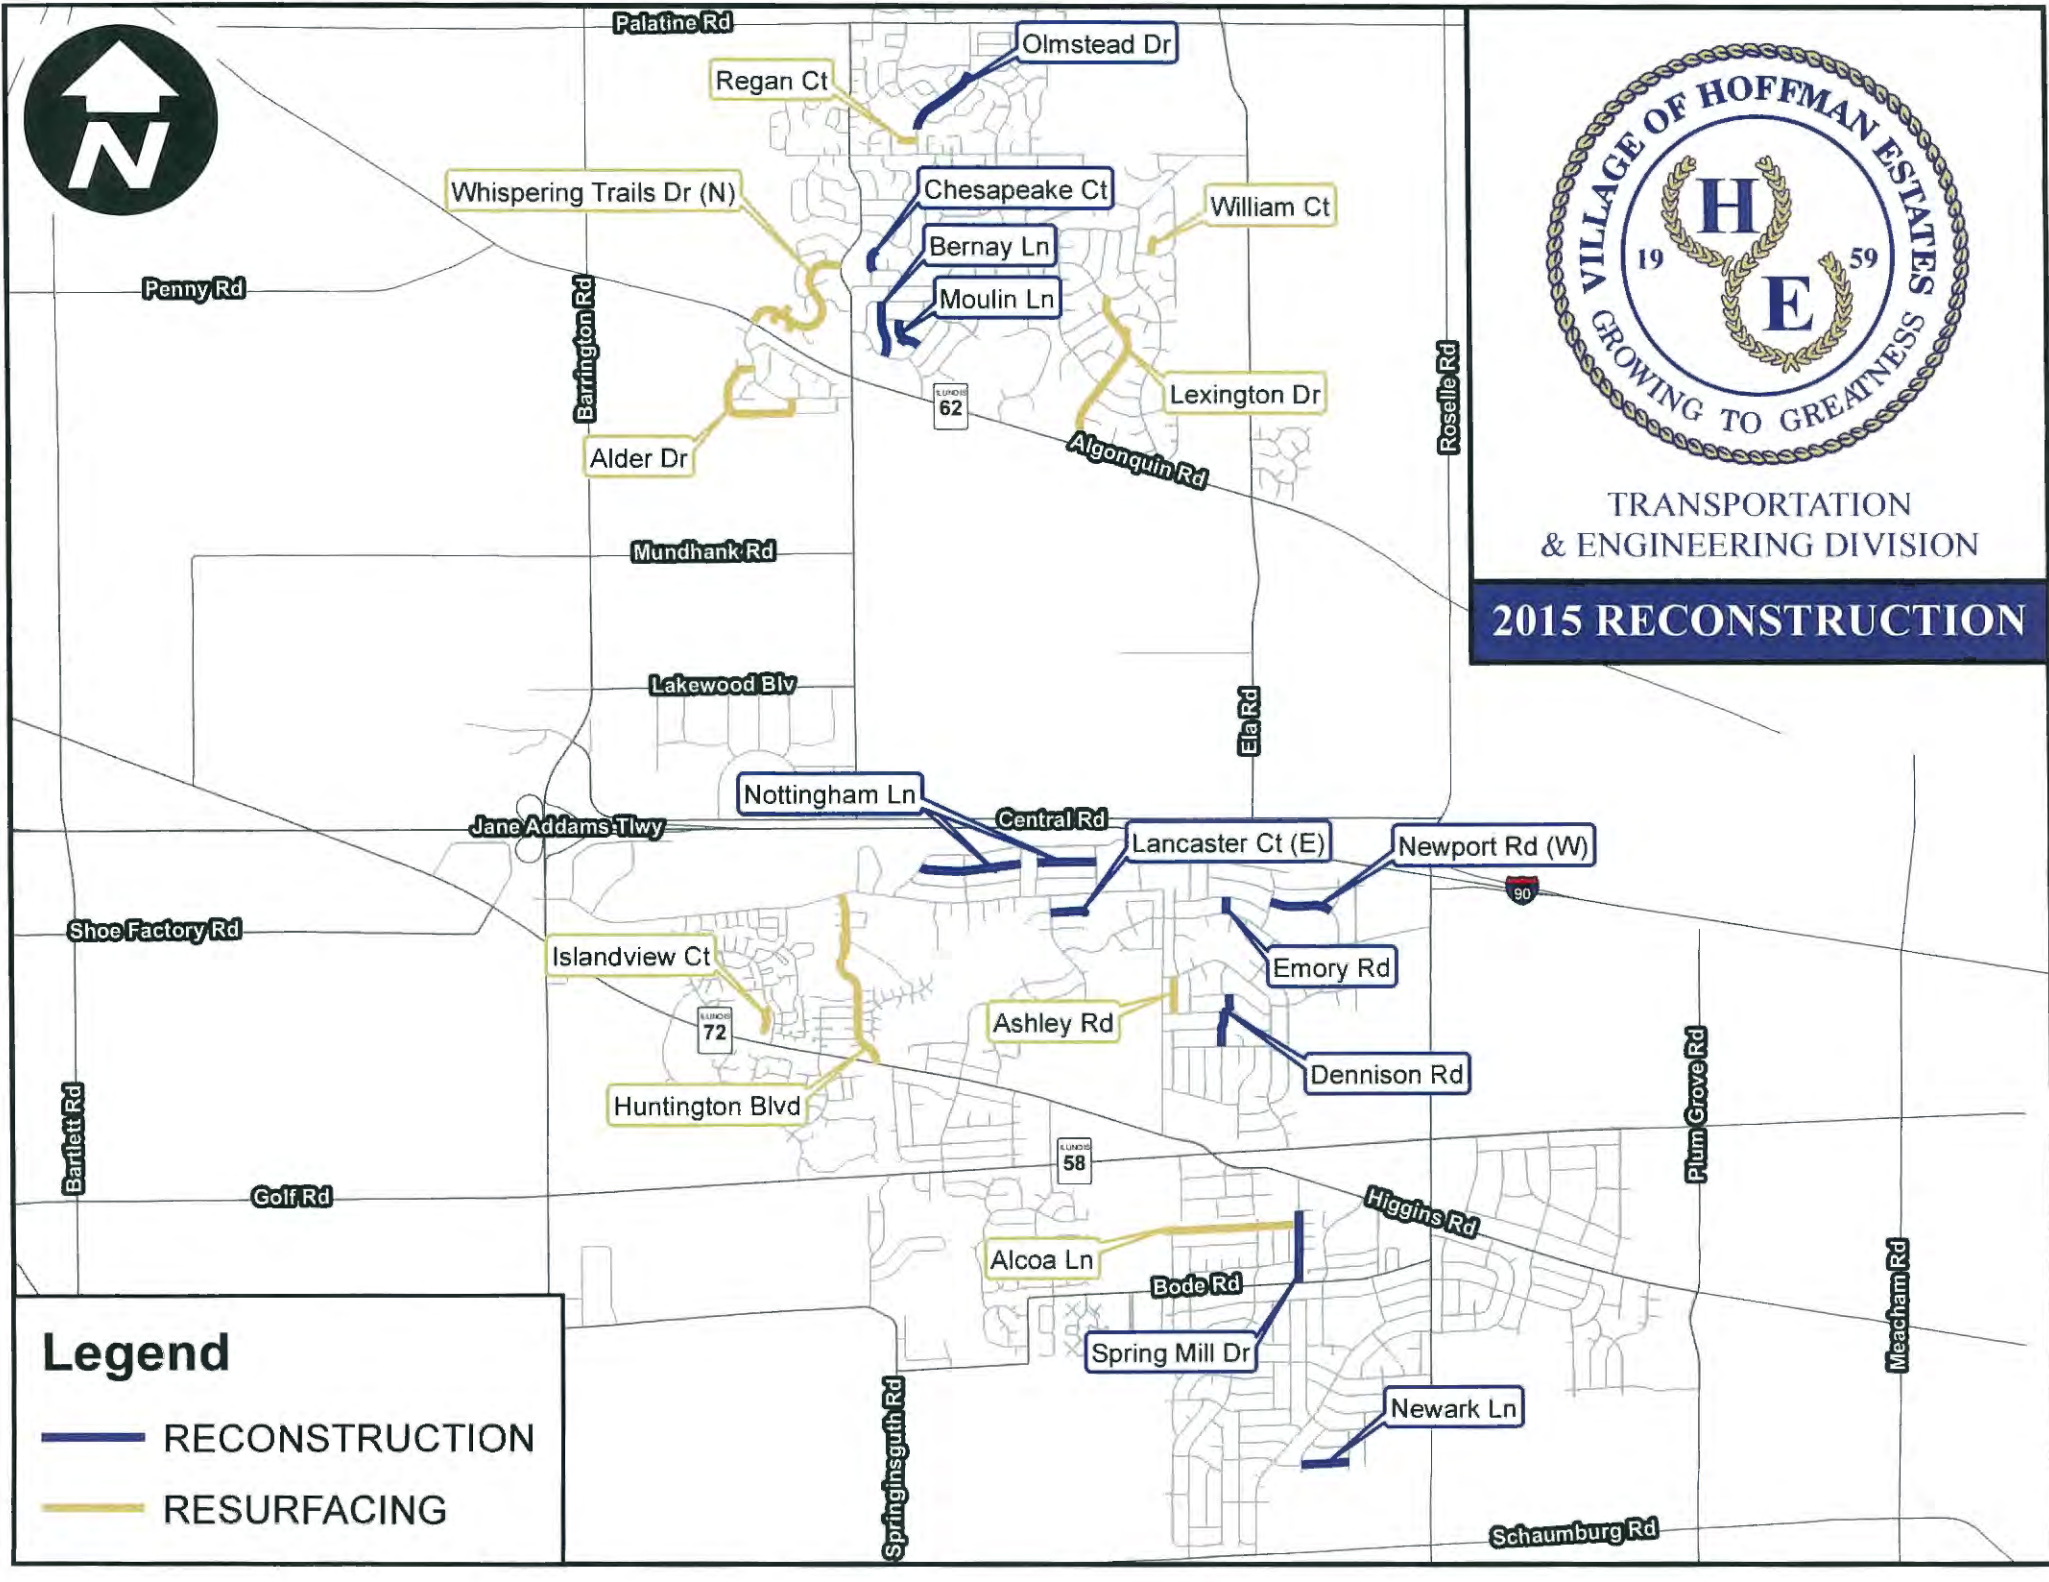 Palatine Rd
Olmstead Dr
Regan Ct
N
Whispering Trails Dr (N)
Chesapeake Ct
William Ct
Bernay Ln
Moulin Ln
Penny Rd
Barrington Rd
Lexington Dr
ILLINOIS
62
Roselle Rd
Alder Dr
Algonquin Rd
VILLAGE OF HOFFMAN ESTATES
H
19
59
E
GROWING TO GREATNESS
TRANSPORTATION
& ENGINEERING DIVISION
2015 RECONSTRUCTION
Mundhank Rd
Lakewood Blv
Ela Rd
Nottingham Ln
Jane Addams Tlwy
Central Rd
Lancaster Ct (E)
Newport Rd (W)
90
Shoe Factory Rd
Islandview Ct
Emory Rd
ILLINOIS
72
Ashley Rd
Dennison Rd
Huntington Blvd
Bartlett Rd
Plum Grove Rd
ILLINOIS
58
Golf Rd
Higgins Rd
Alcoa Ln
Bode Rd
Meacham Rd
Spring Mill Dr
Newark Ln
Springinsguth Rd
Schaumburg Rd
Legend
RECONSTRUCTION
RESURFACING